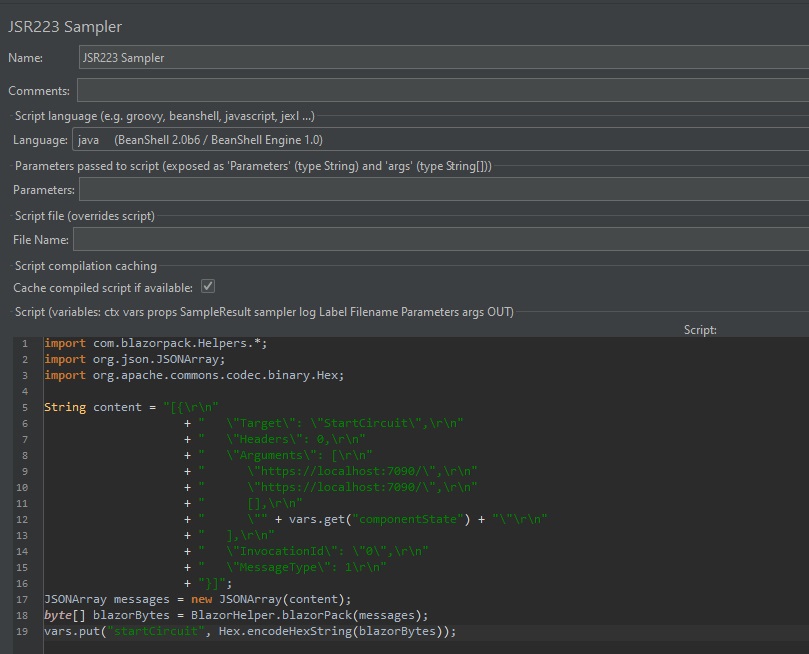 JSR223 Sampler
Name: JSR223 Sampler
Comments:
Script language (e.g. groovy, beanshell, javascript, jexl ...)
Language: java (BeanShell 2.0b6 / BeanShell Engine 1.0)
Parameters passed to script (exposed as 'Parameters' (type String) and 'args' (type String[]))
Parameters:
Script file (overrides script)
File Name:
Script compilation caching
Cache compiled script if available:
Script (variables: ctx vars props SampleResult sampler log Label Filename Parameters args OUT)
Script:
1 import com.blazorpack.Helpers.*;
2 import org.json.JSONArray;
3 import org.apache.commons.codec.binary.Hex;
4
5 String content = "[{\r\n"
6 + "   \"Target\": \"StartCircuit\",\r\n"
7 + "   \"Headers\": 0,\r\n"
8 + "   \"Arguments\": [\r\n"
9 + "      \"https://localhost:7090/\",\r\n"
10 + "      \"https://localhost:7090/\",\r\n"
11 + "      [],\r\n"
12 + "      \"" + vars.get("componentState") + "\"\r\n"
13 + "   ],\r\n"
14 + "   \"InvocationId\": \"0\",\r\n"
15 + "   \"MessageType\": 1\r\n"
16 + "}]";
17 JSONArray messages = new JSONArray(content);
18 byte[] blazorBytes = BlazorHelper.blazorPack(messages);
19 vars.put("startCircuit", Hex.encodeHexString(blazorBytes));